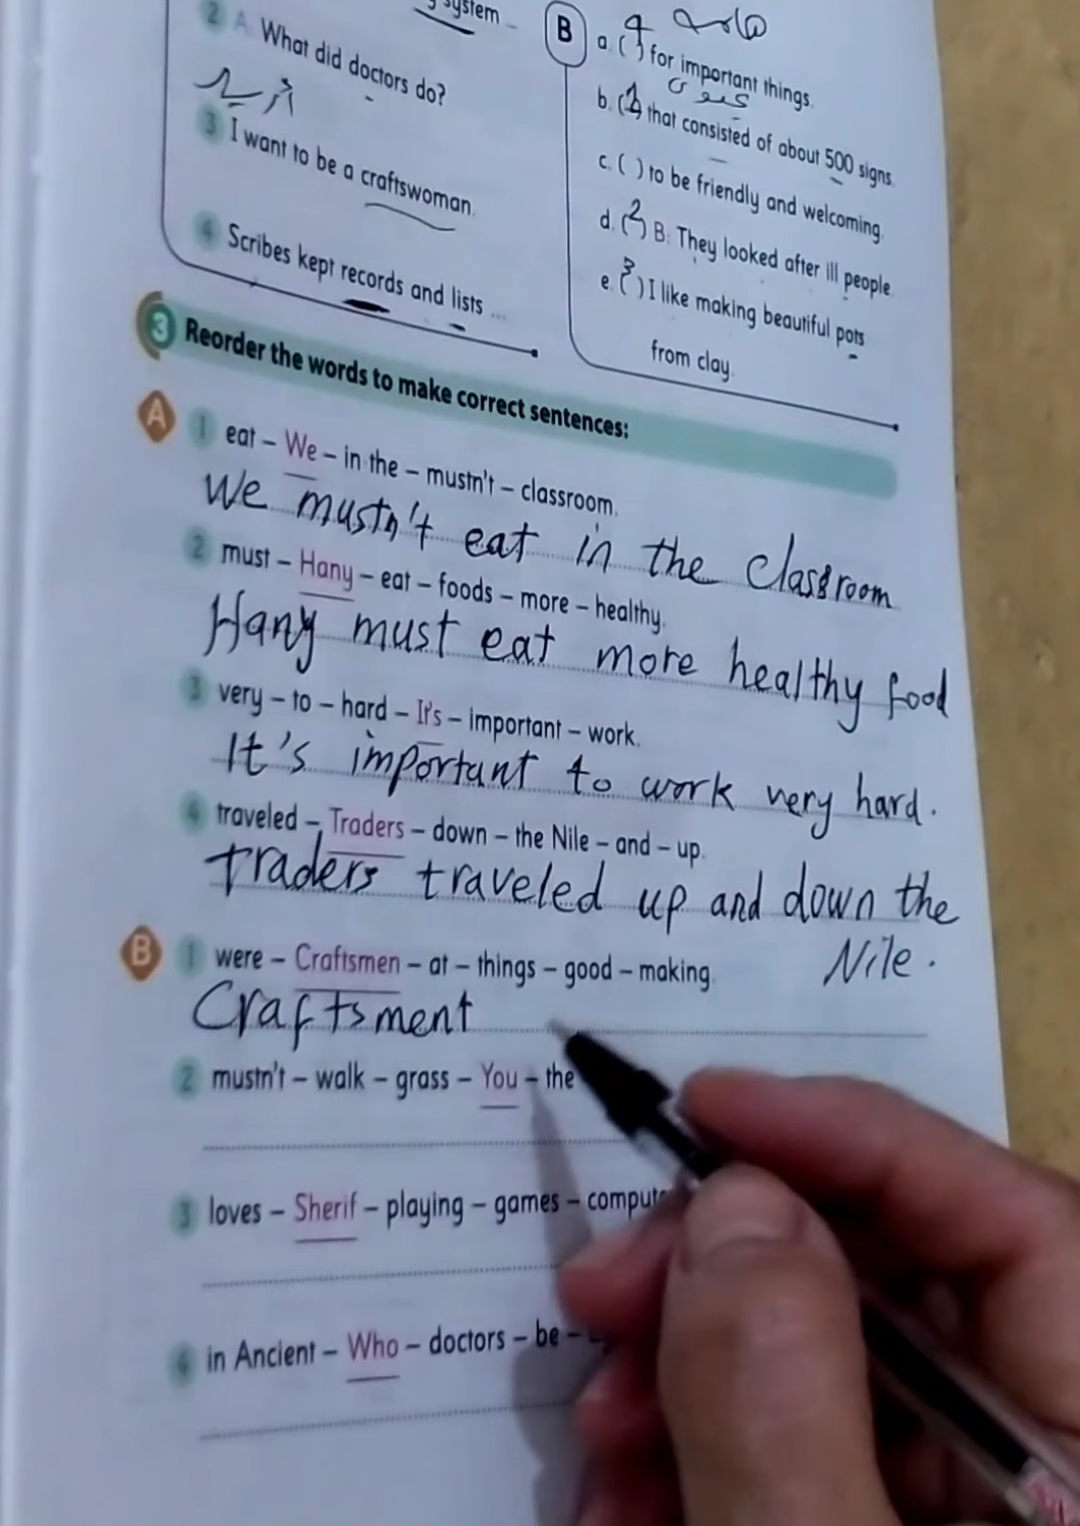 system ...
2 A: What did doctors do?
3 I want to be a craftswoman.
4 Scribes kept records and lists ...
B
a. (4) for important things.
b. (1) that consisted of about 500 signs.
c. ( ) to be friendly and welcoming.
d. (2) B: They looked after ill people.
e. (3) I like making beautiful pots
from clay.
3 Reorder the words to make correct sentences:
A 1 eat – We – in the – mustn't – classroom.
We mustn't eat in the classroom
2 must – Hany – eat – foods – more – healthy.
Hany must eat more healthy food
3 very – to – hard – It's – important – work.
It's important to work very hard.
4 traveled – Traders – down – the Nile – and – up.
Traders traveled up and down the
Nile.
B 1 were – Craftsmen – at – things – good – making.
Craftsment
2 mustn't – walk – grass – You – the
3 loves – Sherif – playing – games –
4 in Ancient – Who – doctors – be –